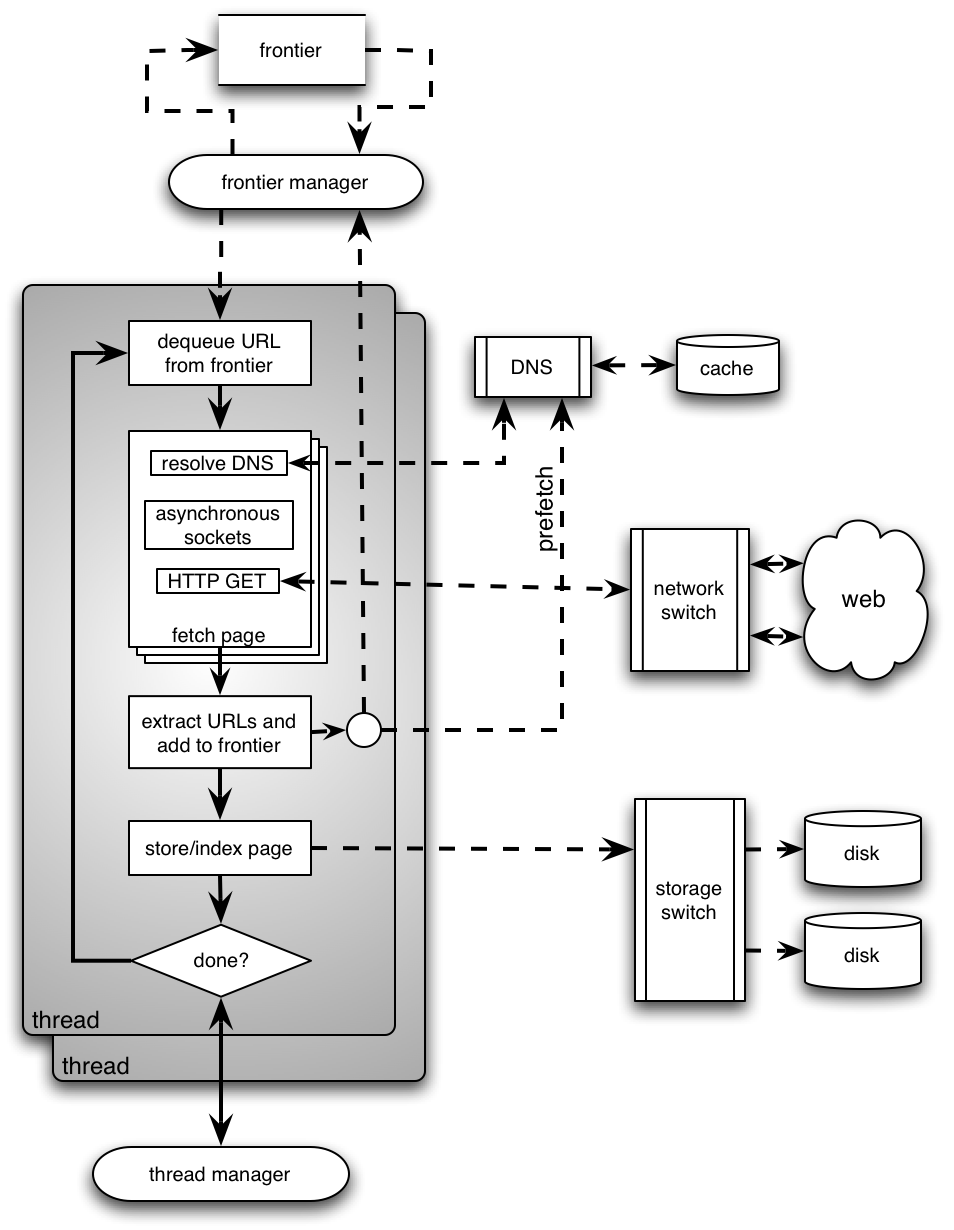 frontier
frontier manager
dequeue URL
from frontier
resolve DNS
asynchronous
sockets
HTTP GET
fetch page
extract URLs and
add to frontier
store/index page
done?
thread
thread
thread manager
DNS
cache
prefetch
network
switch
web
storage
switch
disk
disk